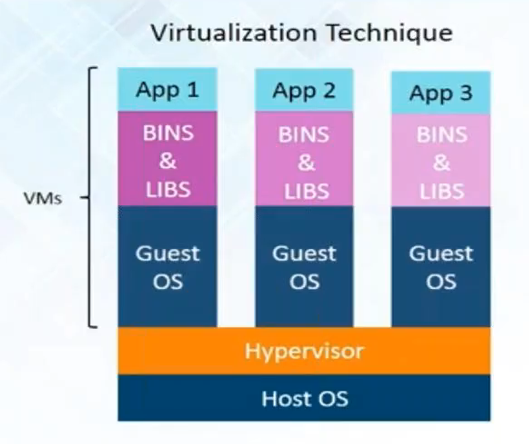 Virtualization Technique
App 1
App 2
App 3
BINS
&
LIBS
BINS
&
LIBS
BINS
&
LIBS
VMs
Guest
OS
Guest
OS
Guest
OS
Hypervisor
Host OS